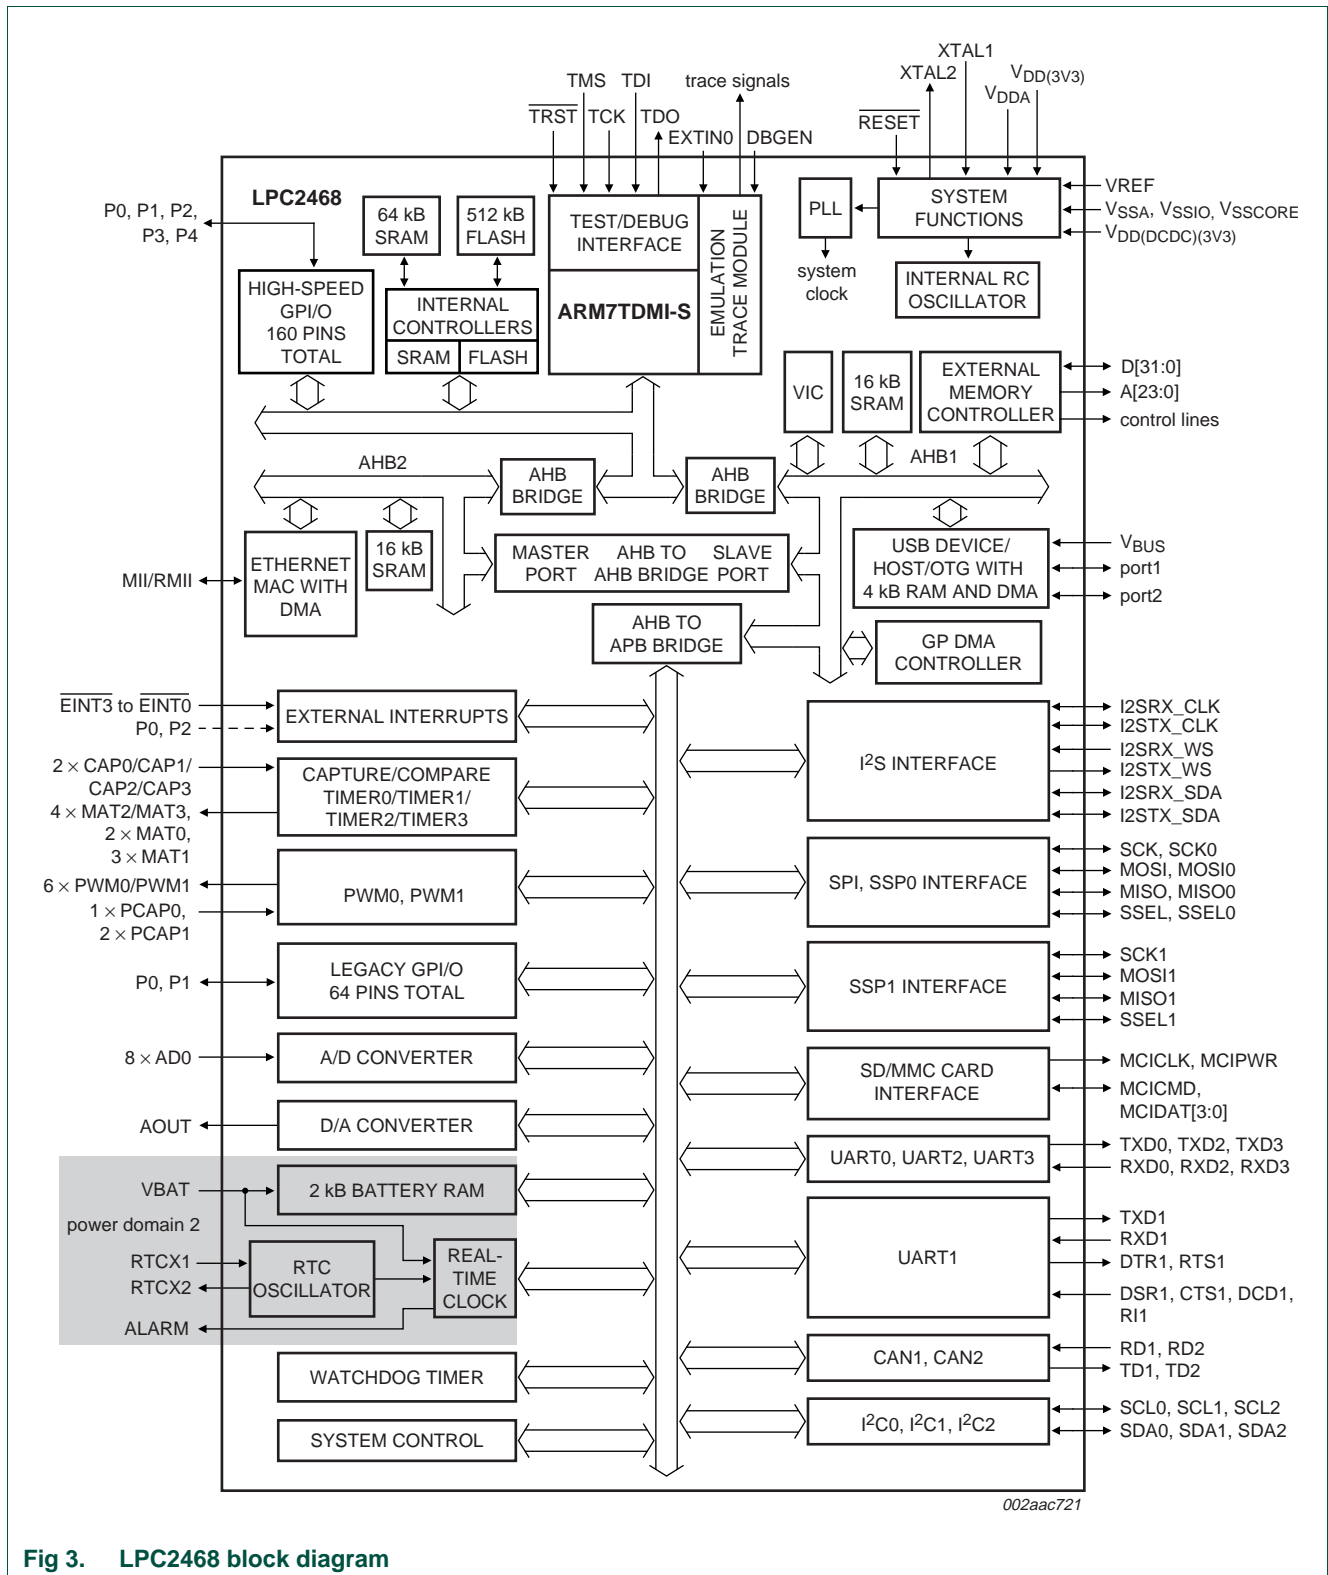 XTAL1
XTAL2
VDD(3V3)
VDDA
RESET
TMS
TDI
trace signals
TRST
TCK
TDO
EXTIN0
DBGEN
LPC2468
P0, P1, P2,
P3, P4
64 kB
SRAM
512 kB
FLASH
TEST/DEBUG
INTERFACE
EMULATION
TRACE MODULE
PLL
SYSTEM
FUNCTIONS
VREF
VSSA, VSSIO, VSSCORE
VDD(DCDC)(3V3)
system
clock
INTERNAL RC
OSCILLATOR
HIGH-SPEED
GPI/O
160 PINS
TOTAL
INTERNAL
CONTROLLERS
SRAM
FLASH
ARM7TDMI-S
VIC
16 kB
SRAM
EXTERNAL
MEMORY
CONTROLLER
D[31:0]
A[23:0]
control lines
AHB2
AHB
BRIDGE
AHB
BRIDGE
AHB1
ETHERNET
MAC WITH
DMA
MII/RMII
16 kB
SRAM
MASTER
PORT
AHB TO
AHB BRIDGE
SLAVE
PORT
USB DEVICE/
HOST/OTG WITH
4 kB RAM AND DMA
VBUS
port1
port2
AHB TO
APB BRIDGE
GP DMA
CONTROLLER
EINT3 to EINT0
P0, P2
EXTERNAL INTERRUPTS
2 × CAP0/CAP1/
CAP2/CAP3
4 × MAT2/MAT3,
2 × MAT0,
3 × MAT1
CAPTURE/COMPARE
TIMER0/TIMER1/
TIMER2/TIMER3
6 × PWM0/PWM1
1 × PCAP0,
2 × PCAP1
PWM0, PWM1
P0, P1
LEGACY GPI/O
64 PINS TOTAL
8 × AD0
A/D CONVERTER
AOUT
D/A CONVERTER
VBAT
2 kB BATTERY RAM
power domain 2
RTCX1
RTCX2
RTC
OSCILLATOR
REAL-
TIME
CLOCK
ALARM
WATCHDOG TIMER
SYSTEM CONTROL
I2S INTERFACE
I2SRX_CLK
I2STX_CLK
I2SRX_WS
I2STX_WS
I2SRX_SDA
I2STX_SDA
SPI, SSP0 INTERFACE
SCK, SCK0
MOSI, MOSI0
MISO, MISO0
SSEL, SSEL0
SSP1 INTERFACE
SCK1
MOSI1
MISO1
SSEL1
SD/MMC CARD
INTERFACE
MCICLK, MCIPWR
MCICMD,
MCIDAT[3:0]
UART0, UART2, UART3
TXD0, TXD2, TXD3
RXD0, RXD2, RXD3
UART1
TXD1
RXD1
DTR1, RTS1
DSR1, CTS1, DCD1,
RI1
CAN1, CAN2
RD1, RD2
TD1, TD2
I2C0, I2C1, I2C2
SCL0, SCL1, SCL2
SDA0, SDA1, SDA2
002aac721
Fig 3. LPC2468 block diagram